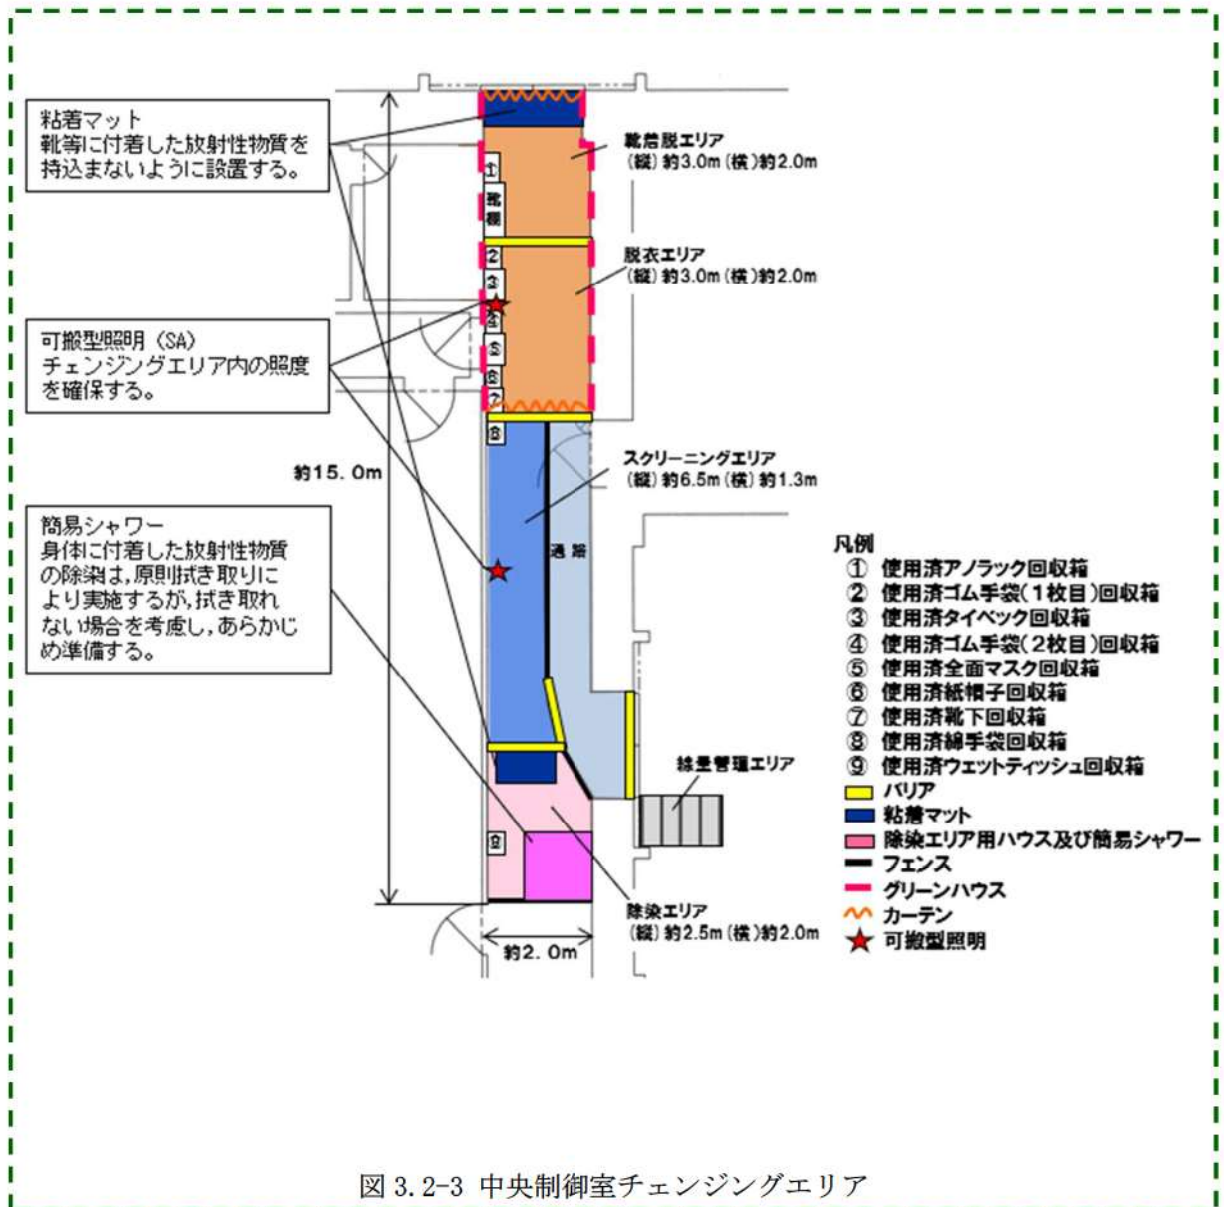 粘着マット
靴等に付着した放射性物質を
持込まないように設置する。
可搬型照明（SA）
チェンジングエリア内の照度
を確保する。
約15.0m
簡易シャワー
身体に付着した放射性物質
の除染は，原則拭き取りに
より実施するが，拭き取れ
ない場合を考慮し，あらかじ
め準備する。
①
靴
棚
②
③
④
⑤
⑥
⑦
⑧
⑨
靴着脱エリア
（縦）約3.0m（横）約2.0m
脱衣エリア
（縦）約3.0m（横）約2.0m
スクリーニングエリア
（縦）約6.5m（横）約1.3m
通路
線量管理エリア
除染エリア
（縦）約2.5m（横）約2.0m
約2.0m
凡例
① 使用済アノラック回収箱
② 使用済ゴム手袋（1枚目）回収箱
③ 使用済タイベック回収箱
④ 使用済ゴム手袋（2枚目）回収箱
⑤ 使用済全面マスク回収箱
⑥ 使用済紙帽子回収箱
⑦ 使用済靴下回収箱
⑧ 使用済綿手袋回収箱
⑨ 使用済ウェットティッシュ回収箱
バリア
粘着マット
除染エリア用ハウス及び簡易シャワー
フェンス
グリーンハウス
カーテン
可搬型照明
図 3.2-3 中央制御室チェンジングエリア